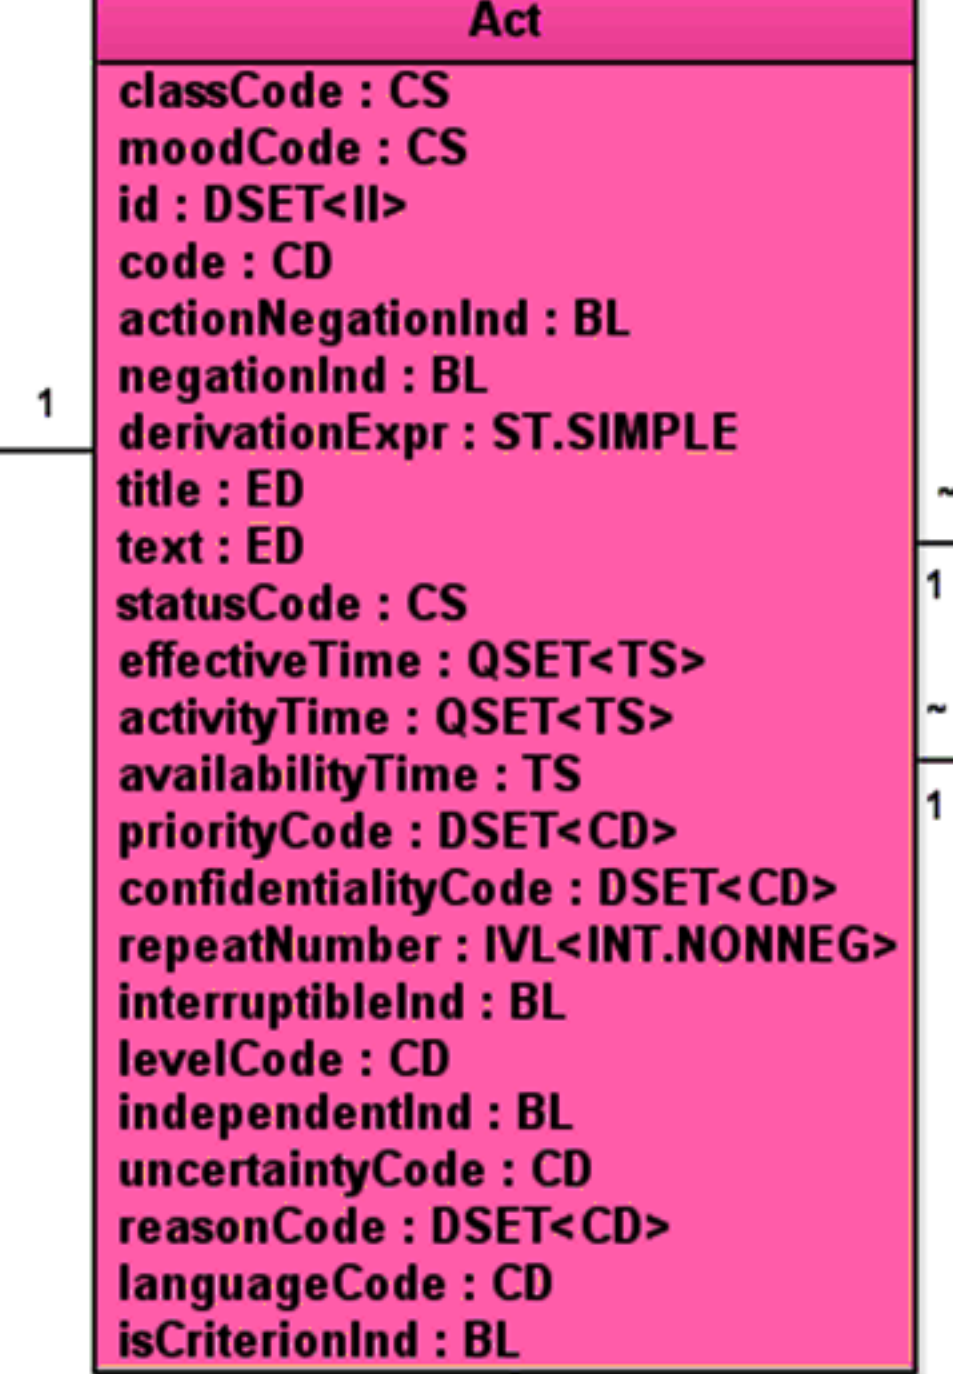 Act
classCode : CS
moodCode : CS
id : DSET<II>
code : CD
actionNegationInd : BL
negationInd : BL
1
derivationExpr : ST.SIMPLE
title : ED
~
text : ED
1
statusCode : CS
effectiveTime : QSET<TS>
activityTime : QSET<TS>
~
availabilityTime : TS
1
priorityCode : DSET<CD>
confidentialityCode : DSET<CD>
repeatNumber : IVL<INT.NONNEG>
interruptibleInd : BL
levelCode : CD
independentInd : BL
uncertaintyCode : CD
reasonCode : DSET<CD>
languageCode : CD
isCriterionInd : BL